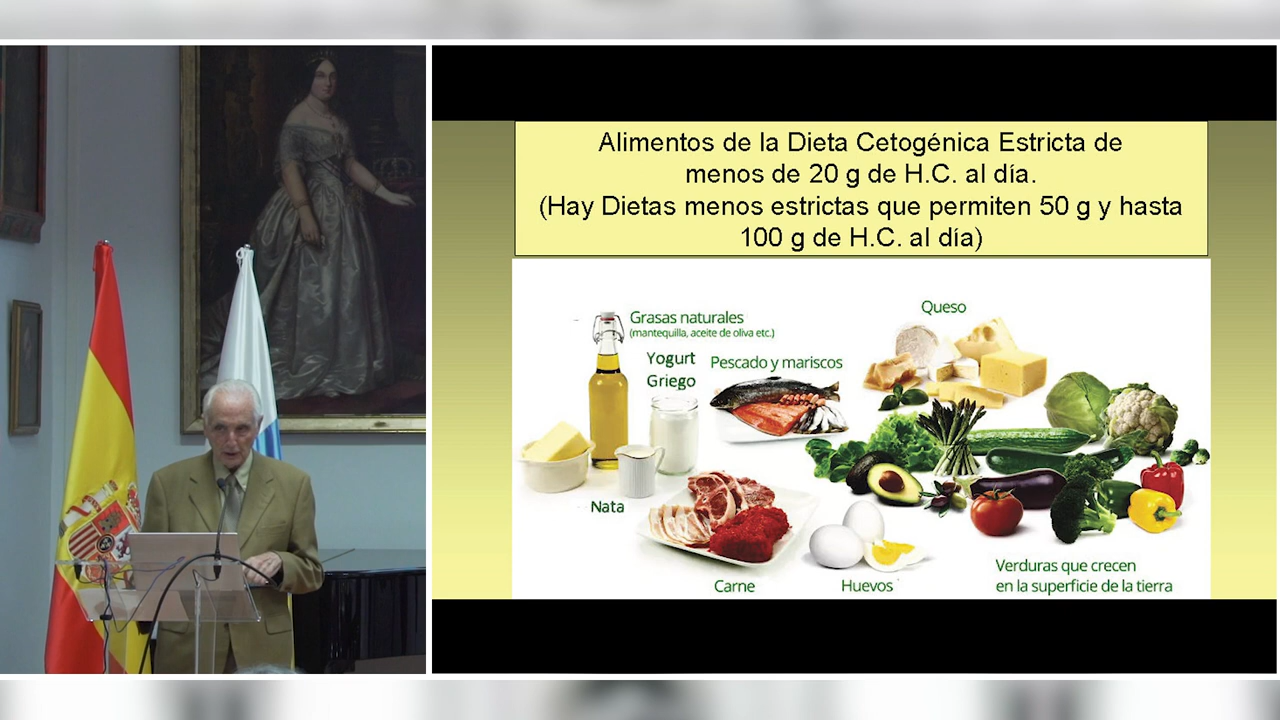 Alimentos de la Dieta Cetogénica Estricta de
menos de 20 g de H.C. al día.
(Hay Dietas menos estrictas que permiten 50 g y hasta
100 g de H.C. al día)
Queso
Grasas naturales
(mantequilla, aceite de oliva etc.)
Yogurt
Griego
Pescado y mariscos
Nata
Carne
Huevos
Verduras que crecen
en la superficie de la tierra